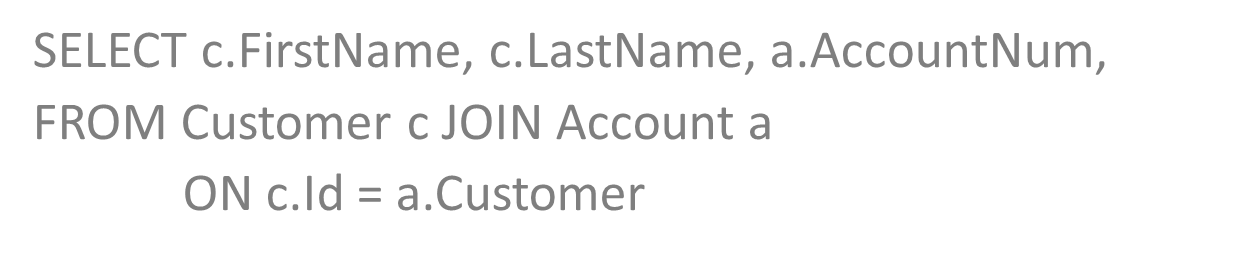 SELECT c.FirstName, c.LastName, a.AccountNum,
FROM Customer c JOIN Account a
ON c.Id = a.Customer